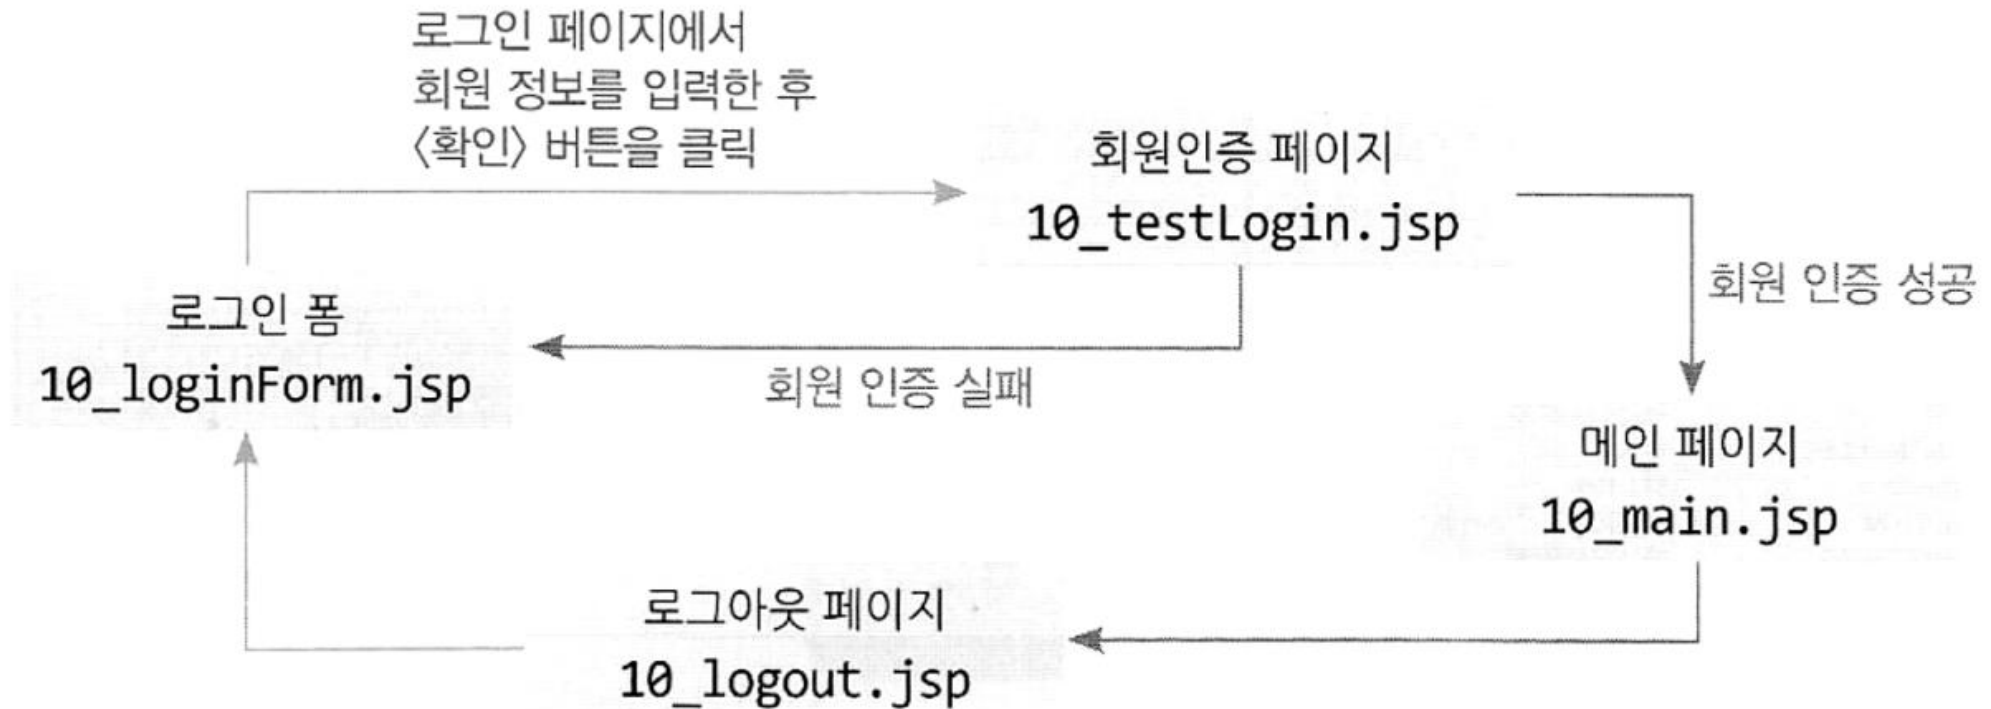 로그인 페이지에서
회원 정보를 입력한 후
〈확인〉 버튼을 클릭
회원인증 페이지
10_testLogin.jsp
회원 인증 성공
로그인 폼
10_loginForm.jsp
회원 인증 실패
메인 페이지
10_main.jsp
로그아웃 페이지
10_logout.jsp